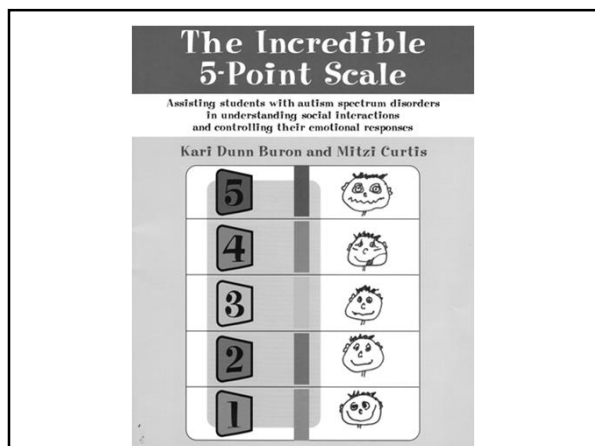 The Incredible
5-Point Scale
Assisting students with autism spectrum disorders
in understanding social interactions
and controlling their emotional responses
Kari Dunn Buron and Mitzi Curtis
5
4
3
2
1